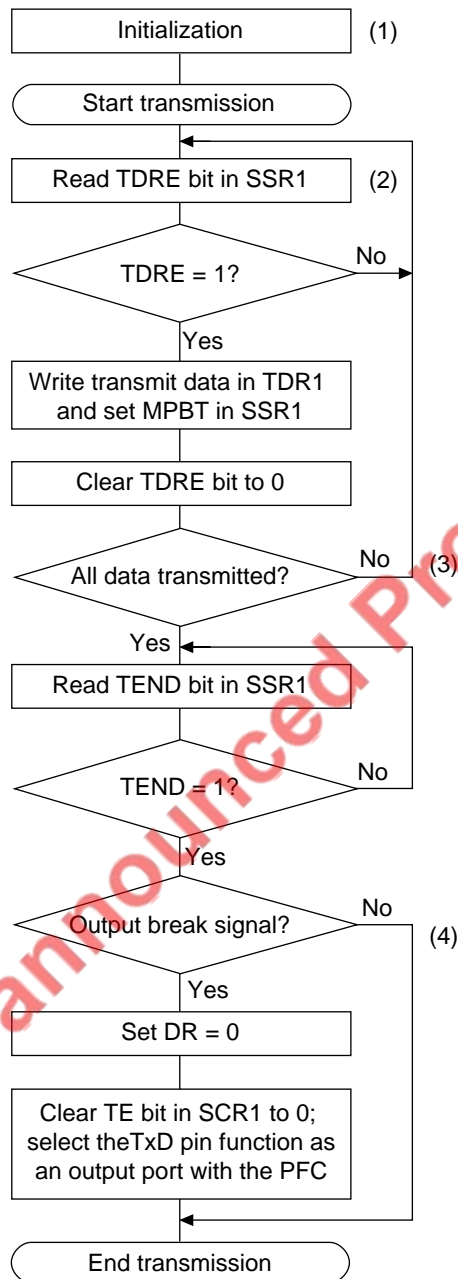 Initialization (1)
Start transmission
Read TDRE bit in SSR1 (2)
TDRE = 1?
No
Yes
Write transmit data in TDR1
and set MPBT in SSR1
Clear TDRE bit to 0
All data transmitted?
No (3)
Yes
Read TEND bit in SSR1
TEND = 1?
No
Yes
Output break signal?
No
(4)
Yes
Set DR = 0
Clear TE bit in SCR1 to 0;
select theTxD pin function as
an output port with the PFC
End transmission
announced Pro